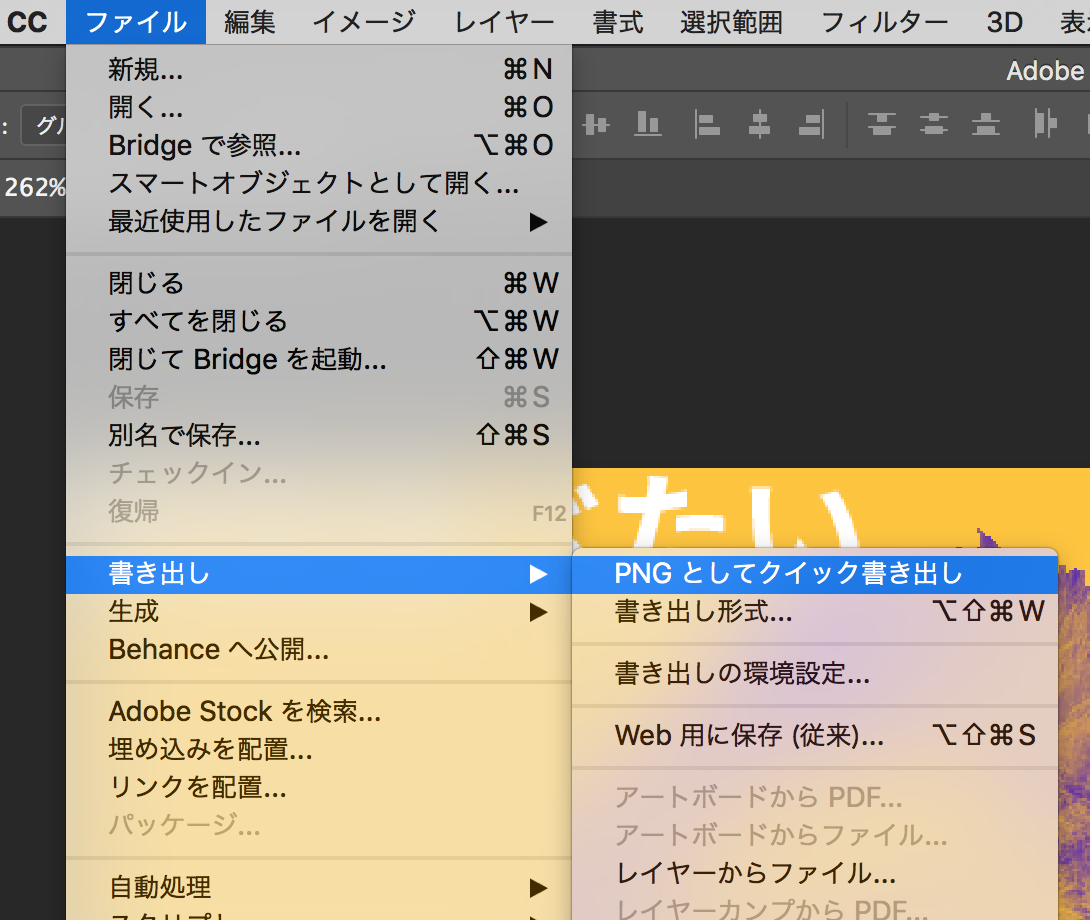 CC ファイル 編集 イメージ レイヤー 書式 選択範囲 フィルター 3D
Adobe
262%
新規... ⌘N
開く... ⌘O
Bridge で参照... ⌥⌘O
スマートオブジェクトとして開く...
最近使用したファイルを開く ▶
閉じる ⌘W
すべてを閉じる ⌥⌘W
閉じて Bridge を起動... ⇧⌘W
保存 ⌘S
別名で保存... ⇧⌘S
チェックイン...
復帰 F12
書き出し ▶
生成 ▶
Behance へ公開...
Adobe Stock を検索...
埋め込みを配置...
リンクを配置...
パッケージ...
自動処理 ▶
たい
PNG としてクイック書き出し
書き出し形式... ⌥⇧⌘W
書き出しの環境設定...
Web 用に保存 (従来)... ⌥⇧⌘S
アートボードから PDF...
アートボードからファイル...
レイヤーからファイル...
レイヤーカンプから PDF...